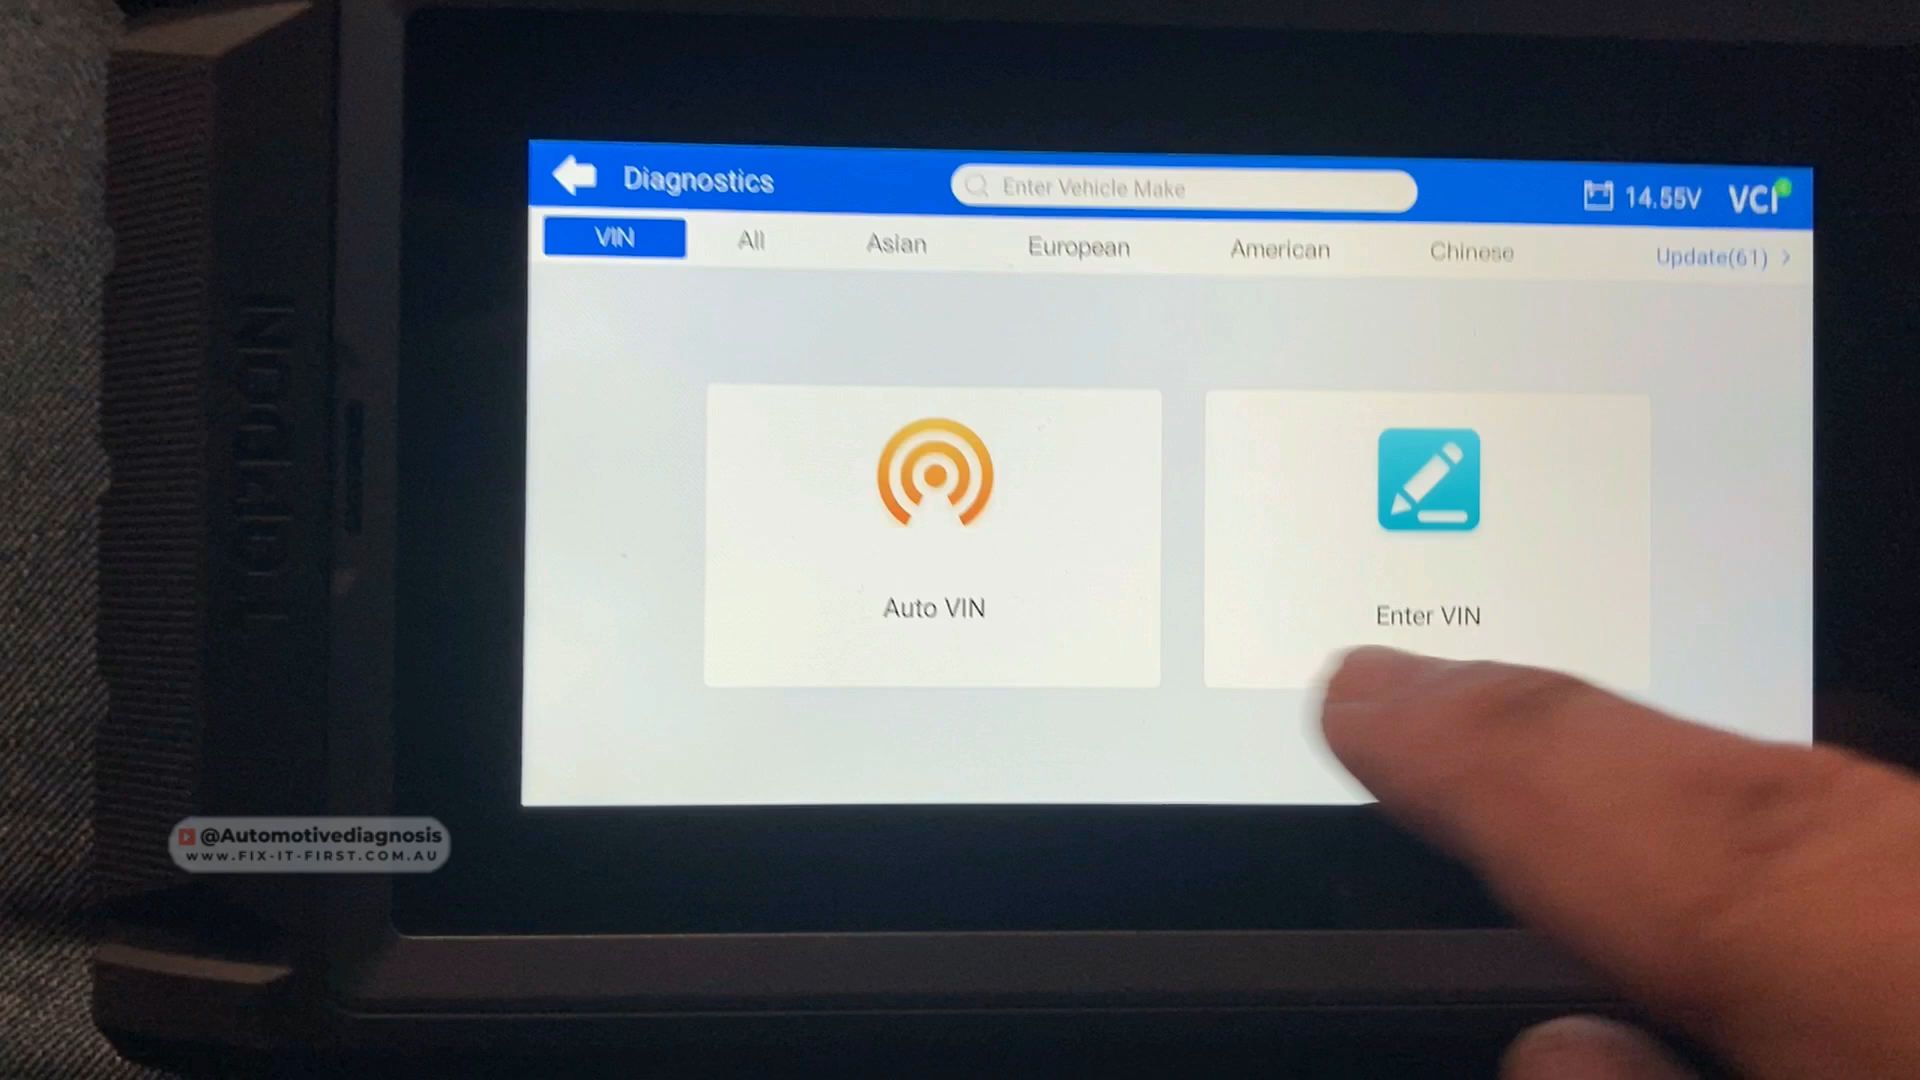 Diagnostics
Enter Vehicle Make
14.55V
VCI
VIN
All
Asian
European
American
Chinese
Update(61) >
Auto VIN
Enter VIN
@Automotivediagnosis
WWW.FIX-IT-FIRST.COM.AU